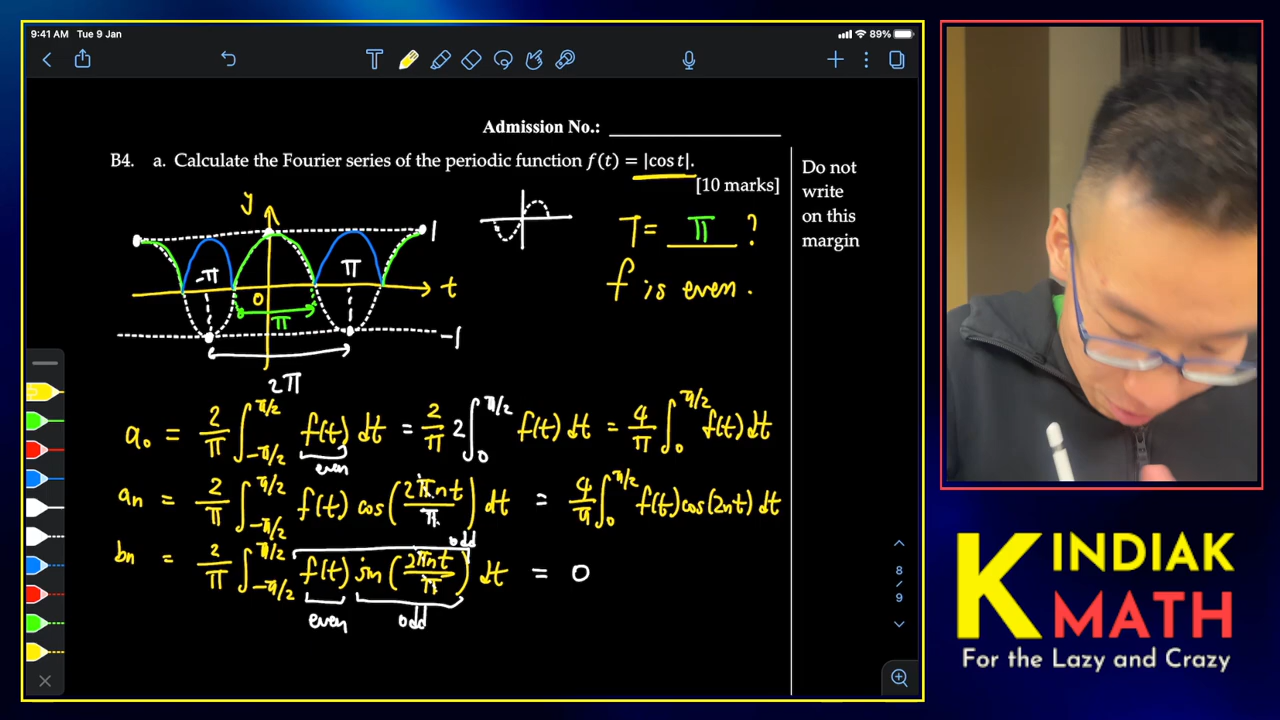 9:41 AM Tue 9 Jan
89%
Admission No.: ____________
B4. a. Calculate the Fourier series of the periodic function f(t) = |cos t|.
[10 marks]
Do not
write
on this
margin
y
1
T = π ?
f is even.
-π
π
0
t
π
-1
2π
a₀ = 2/π ∫_{-π/2}^{π/2} f(t) dt = 2/π 2 ∫_0^{π/2} f(t) dt = 4/π ∫_0^{π/2} f(t) dt
even
aₙ = 2/π ∫_{-π/2}^{π/2} f(t) cos(2πnt/π) dt = 4/π ∫_0^{π/2} f(t) cos(2nt) dt
odd
bₙ = 2/π ∫_{-π/2}^{π/2} f(t) sin(2πnt/π) dt = 0
even odd
8/9
KINDIAK
MATH
For the Lazy and Crazy